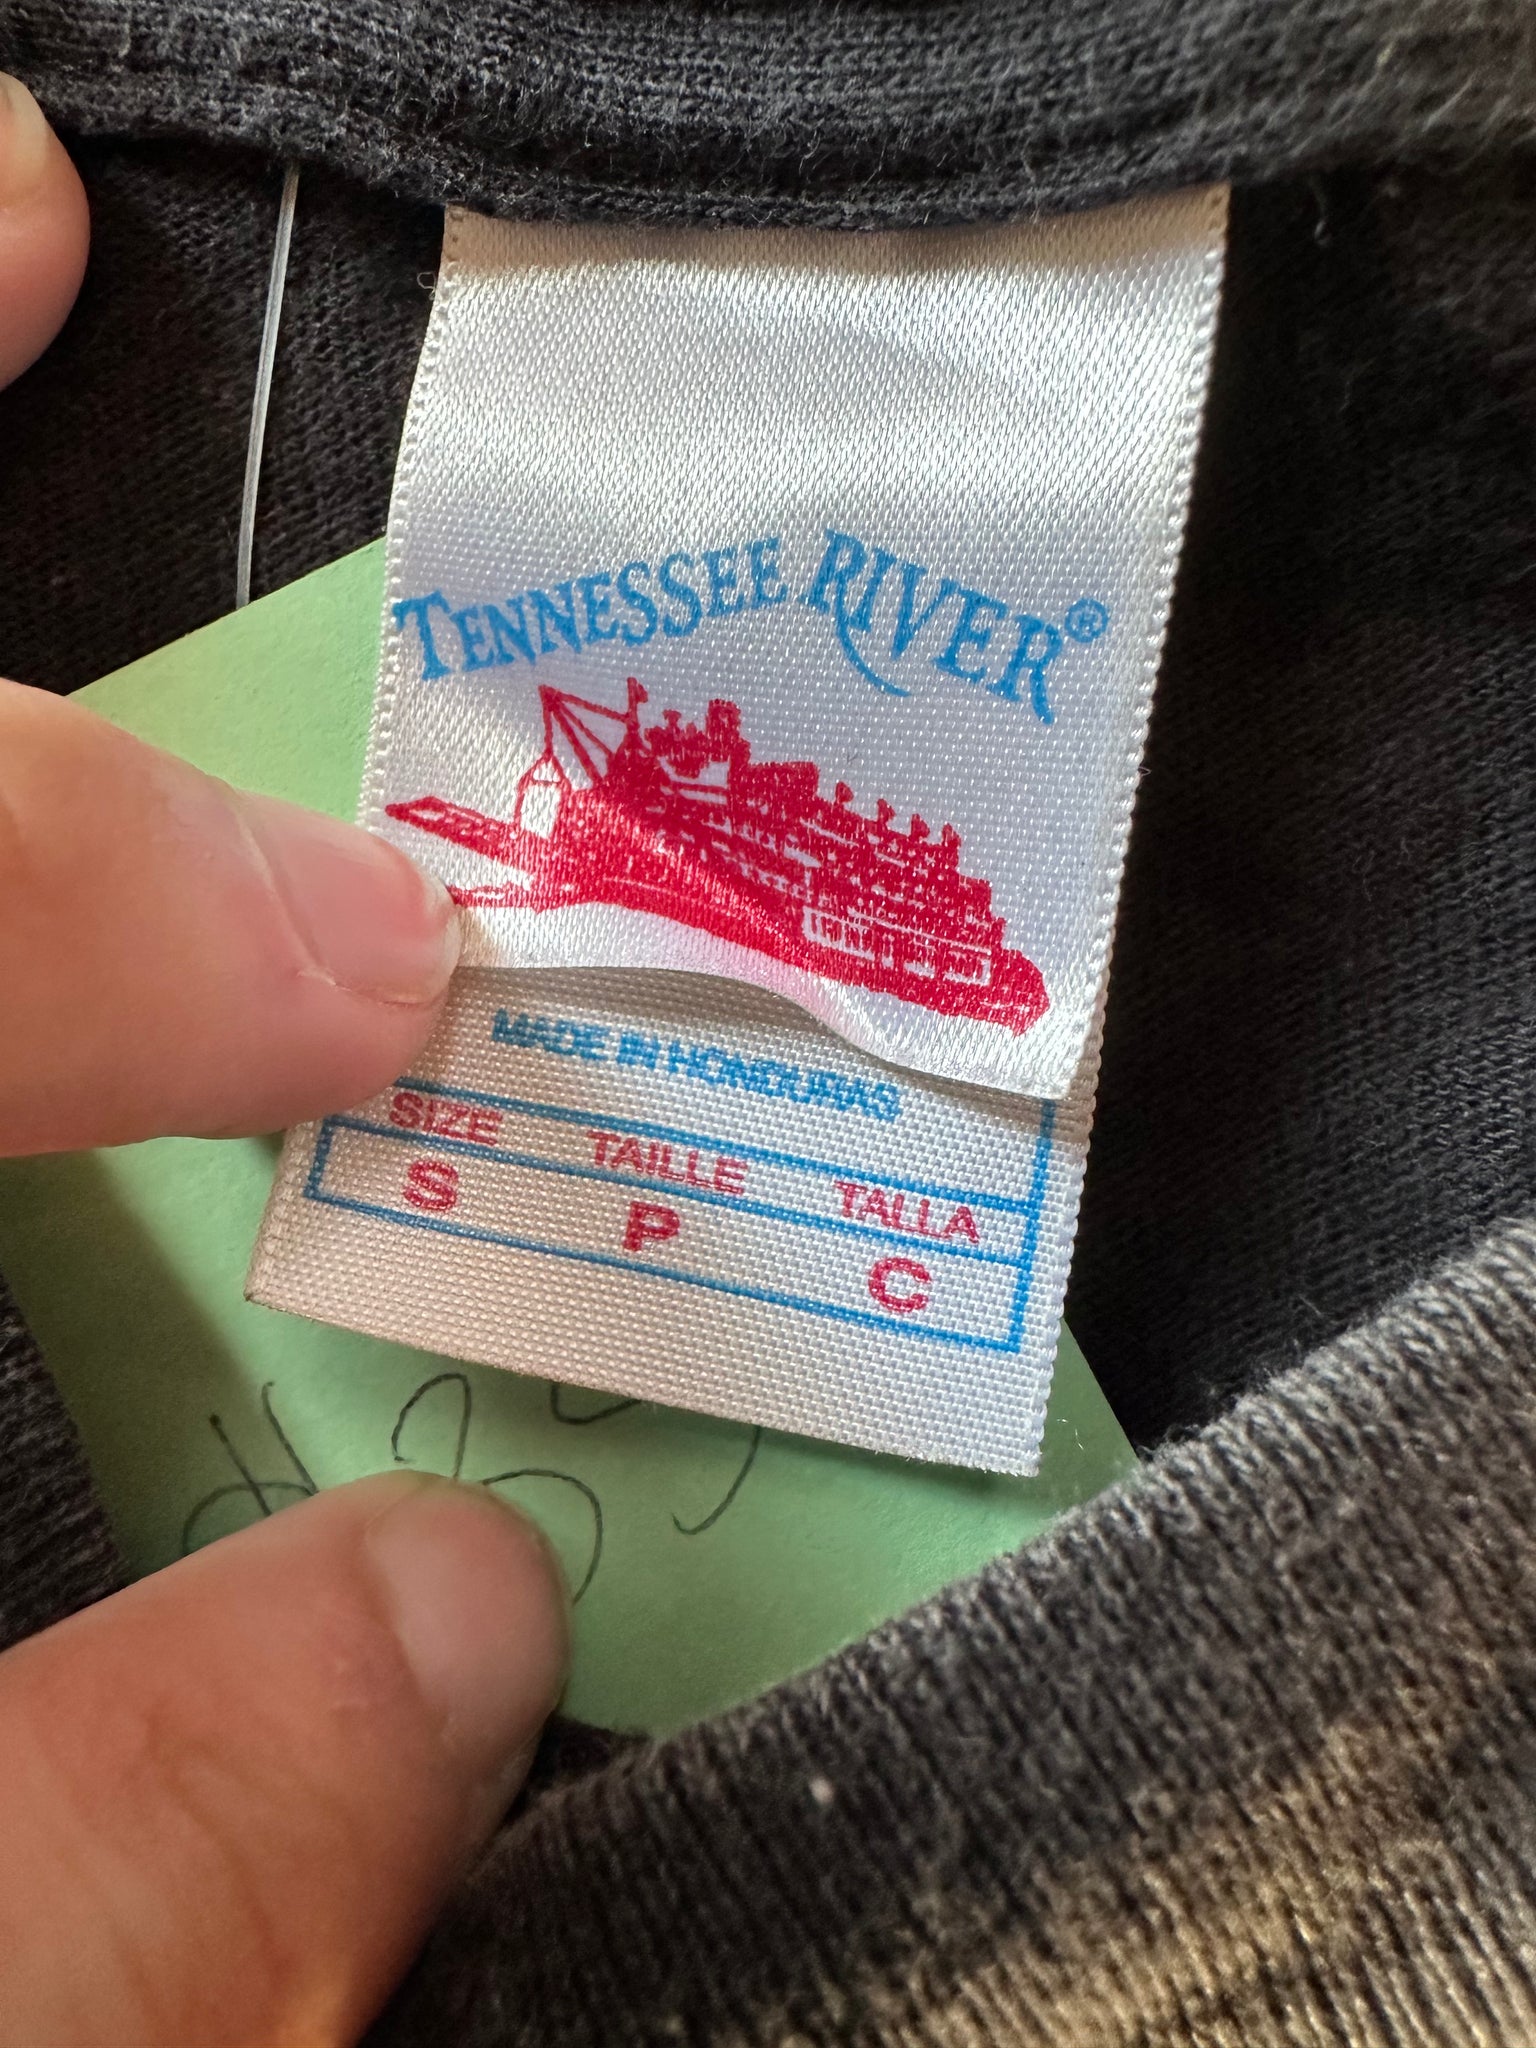 TENNESSEE RIVER®
MADE IN HONDURAS
SIZE TAILLE TALLA
S P C